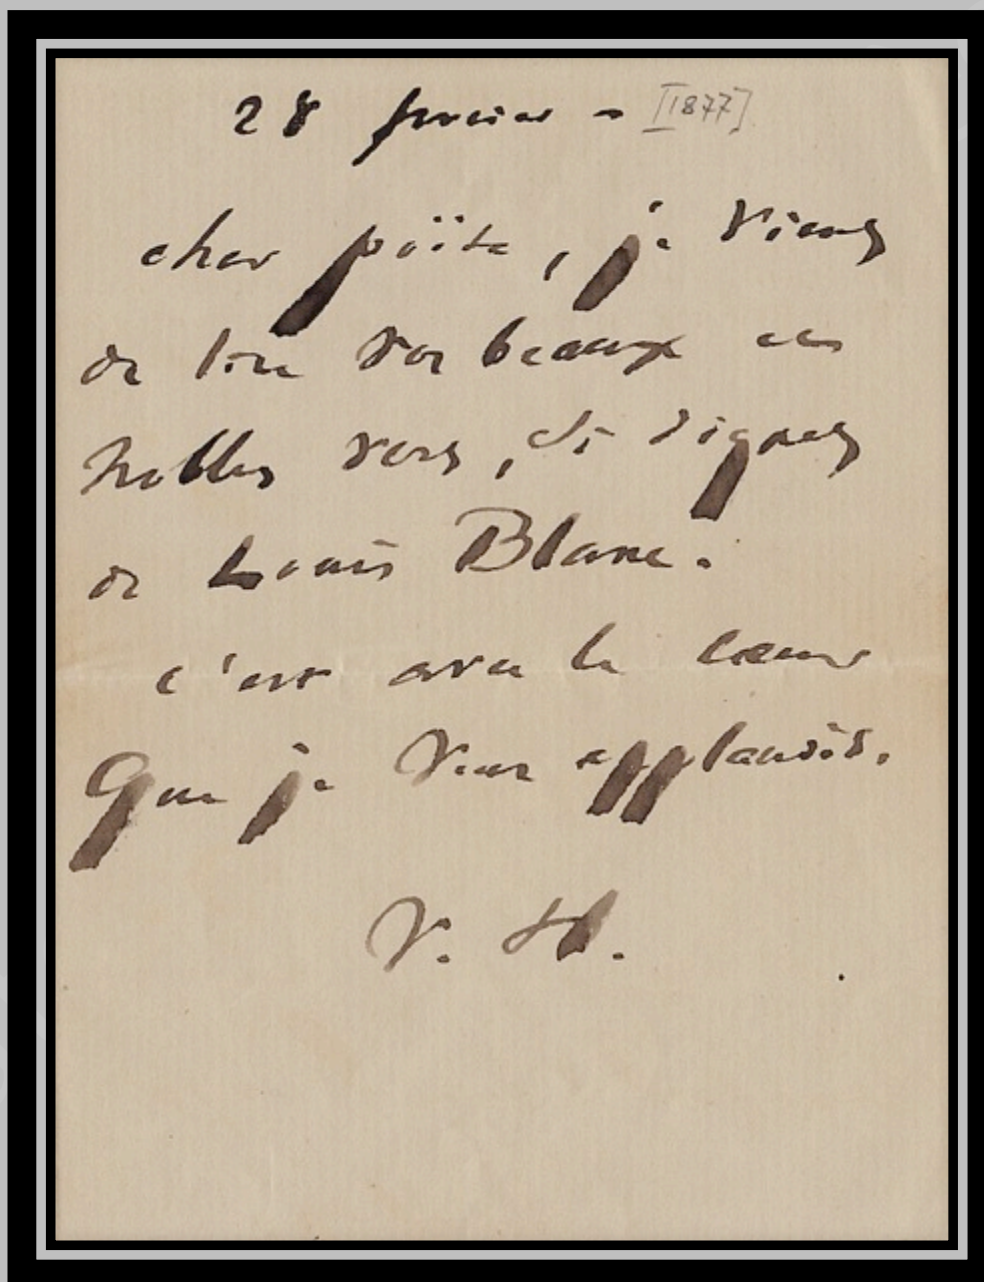 28 février - [1877]
cher poëte, je viens
de lire vos beaux et
nobles vers, si dignes
de Louis Blanc.
c'est avec le cœur
Que je vous applaudis.
V. H.